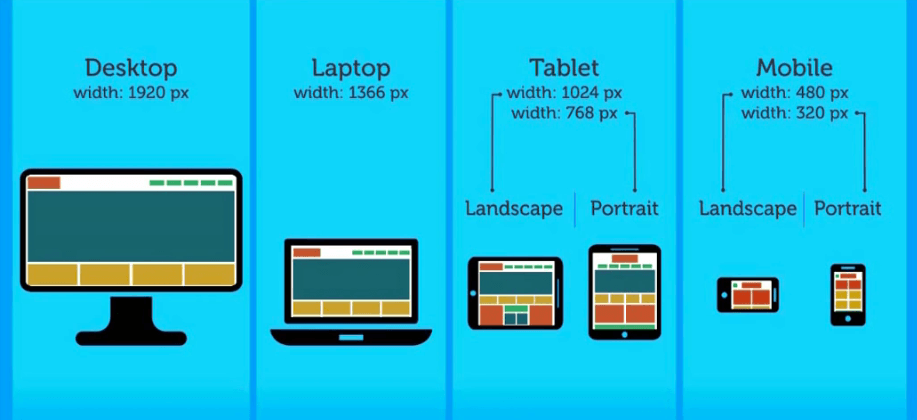 Desktop
width: 1920 px
Laptop
width: 1366 px
Tablet
width: 1024 px
width: 768 px
Landscape
Portrait
Mobile
width: 480 px
width: 320 px
Landscape
Portrait